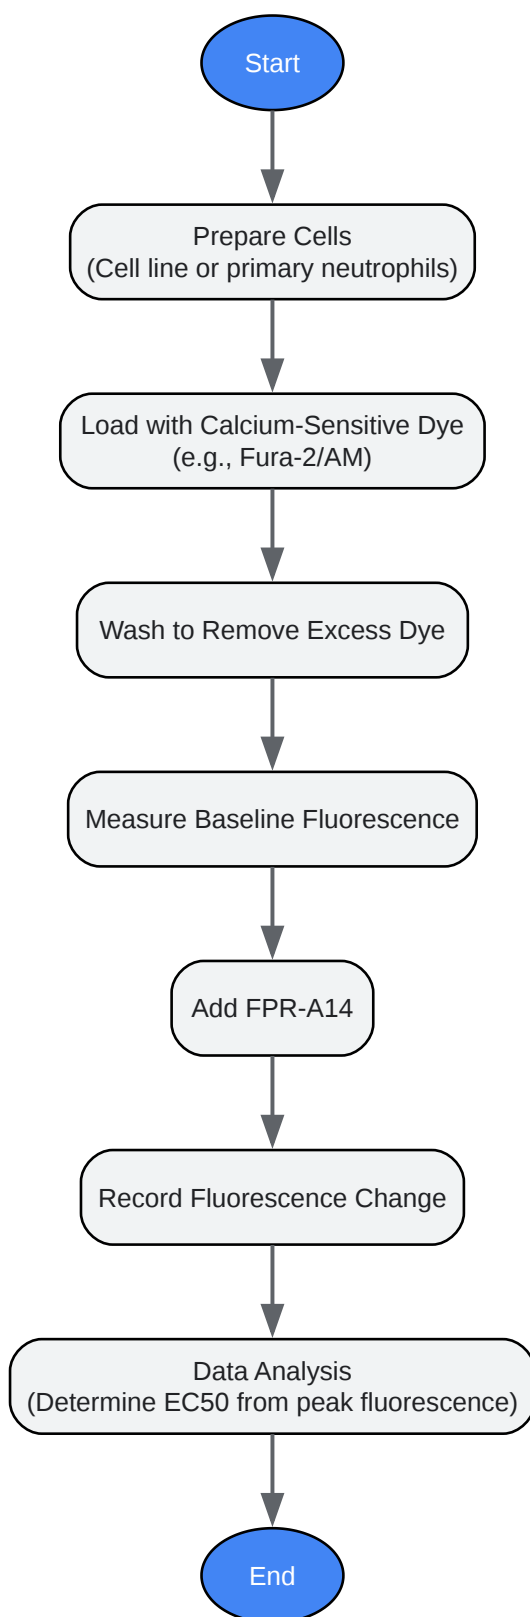 Start
Prepare Cells
(Cell line or primary neutrophils)
Load with Calcium-Sensitive Dye
(e.g., Fura-2/AM)
Wash to Remove Excess Dye
Measure Baseline Fluorescence
Add FPR-A14
Record Fluorescence Change
Data Analysis
(Determine EC50 from peak fluorescence)
End